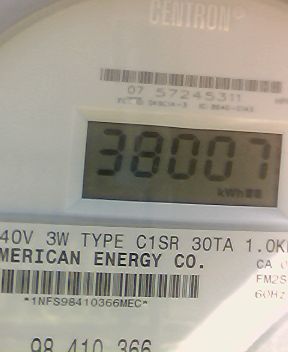 CENTRON®
07 57245311
38007
kWh
40V 3W TYPE C1SR 30TA 1.0K
MERICAN ENERGY CO.
CA
FM2S
60Hz
*1NFS98410366MEC*
98 410 366